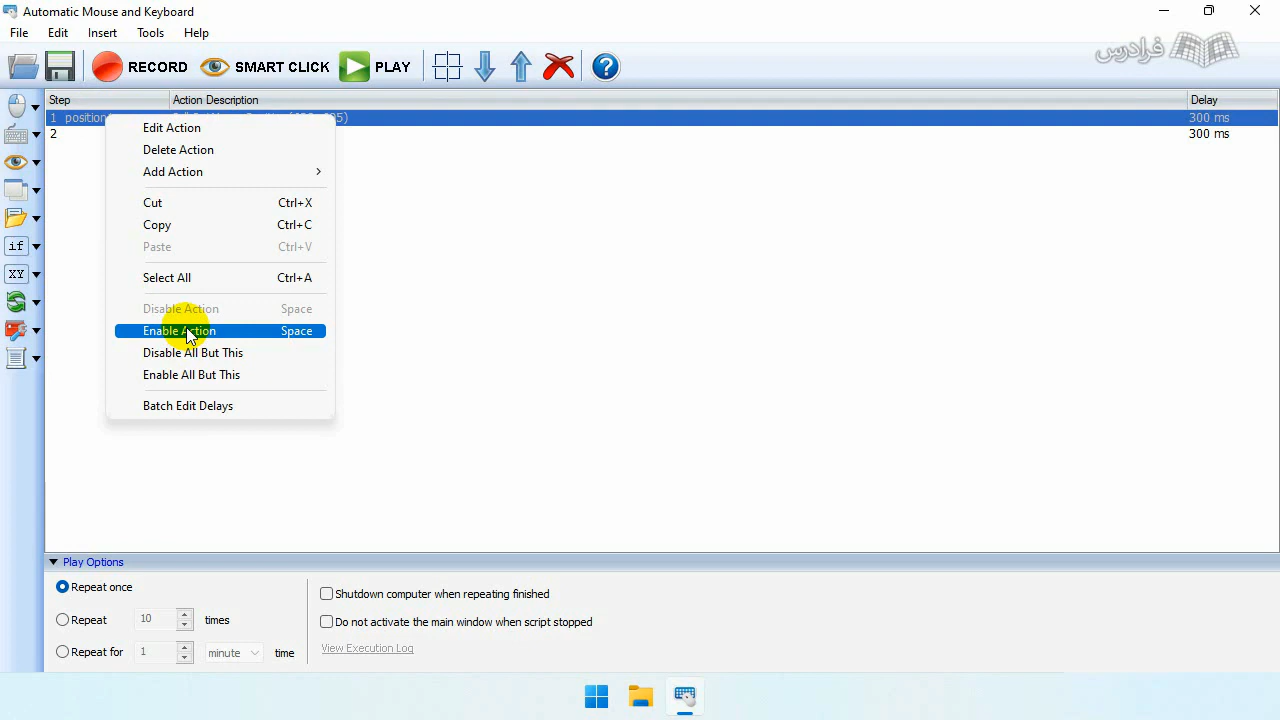 Automatic Mouse and Keyboard
File Edit Insert Tools Help
RECORD SMART CLICK PLAY
فرادرس
Step Action Description Delay
1 position 300 ms
2 300 ms
Edit Action
Delete Action
Add Action
Cut Ctrl+X
Copy Ctrl+C
Paste Ctrl+V
Select All Ctrl+A
Disable Action Space
Enable Action Space
Disable All But This
Enable All But This
Batch Edit Delays
if
XY
Play Options
Repeat once
Repeat 10 times
Repeat for 1 minute time
Shutdown computer when repeating finished
Do not activate the main window when script stopped
View Execution Log